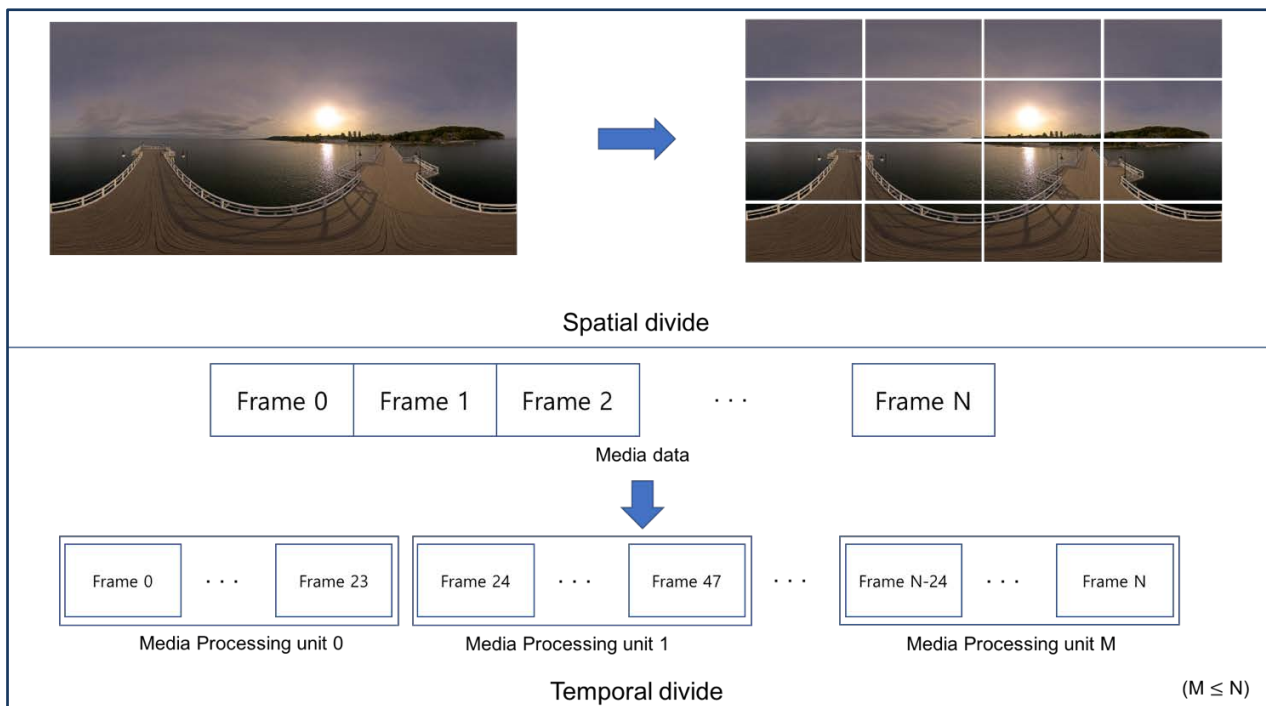 Spatial divide
Frame 0 Frame 1 Frame 2 · · · Frame N
Media data
Frame 0 · · · Frame 23 Frame 24 · · · Frame 47 · · · Frame N-24 · · · Frame N
Media Processing unit 0 Media Processing unit 1 Media Processing unit M
Temporal divide (M ≤ N)